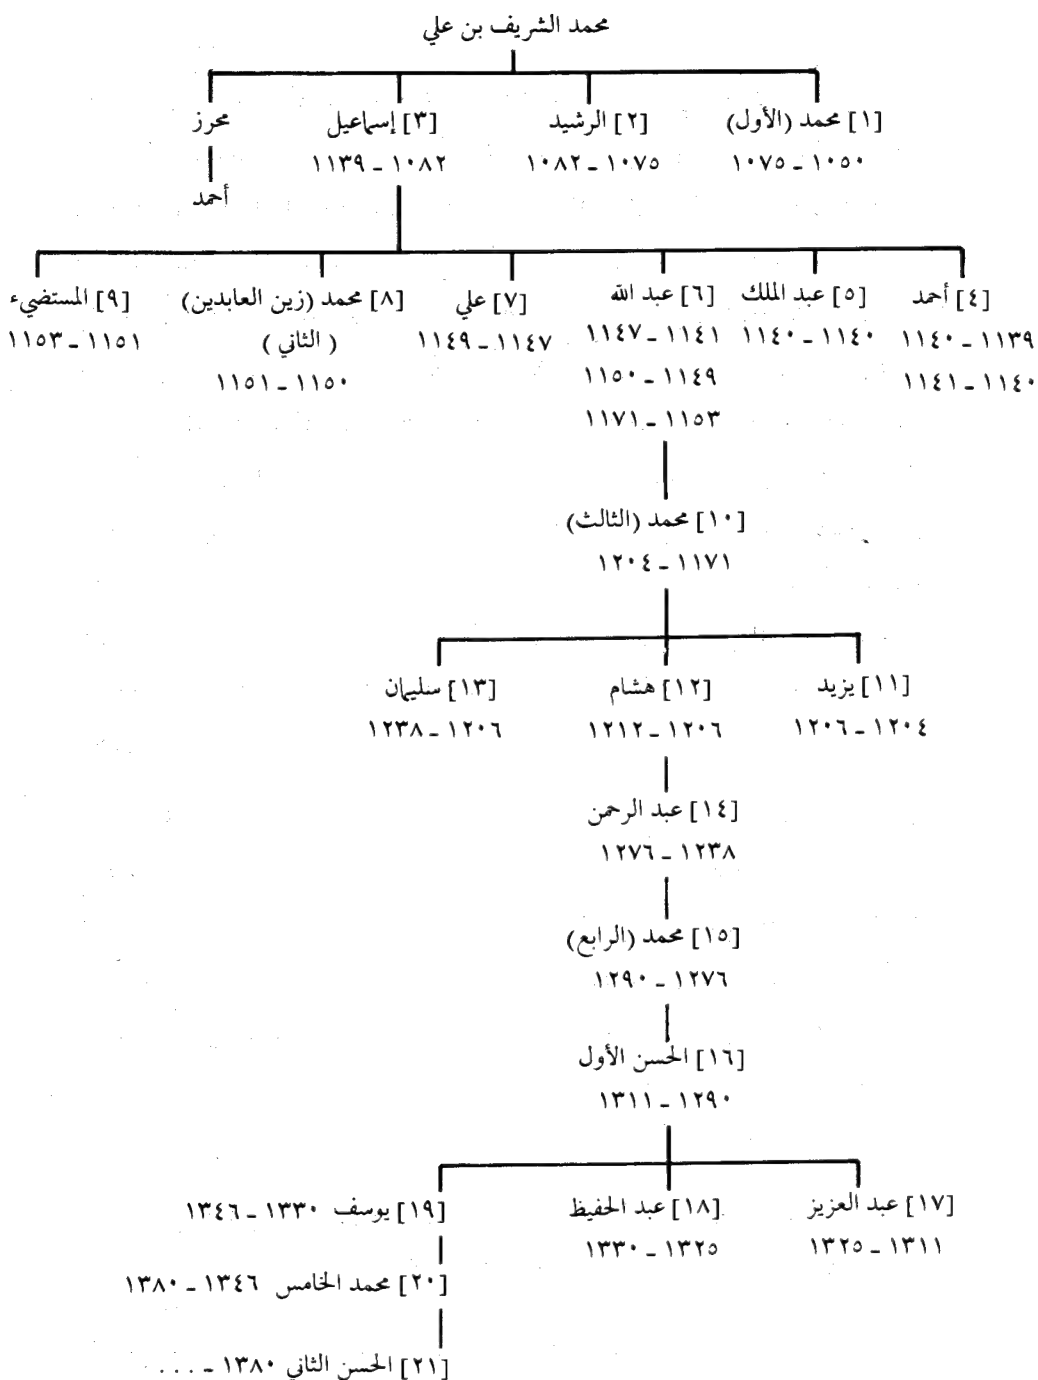 محمد الشريف بن علي
[١] محمد (الأول) [٢] الرشيد [٣] إسماعيل محرز
١٠٥٠ ـ ١٠٧٥ ١٠٧٥ ـ ١٠٨٢ ١٠٨٢ ـ ١١٣٩
أحمد
[٤] أحمد [٥] عبد الملك [٦] عبد الله [٧] علي [٨] محمد (زين العابدين) [٩] المستضيء
١١٣٩ ـ ١١٤٠ ١١٤٠ ـ ١١٤٠ ١١٤١ ـ ١١٤٧ ١١٤٧ ـ ١١٤٩ (الثاني) ١١٥١ ـ ١١٥٣
١١٤٠ ـ ١١٤١ ١١٤٩ ـ ١١٥٠ ١١٥٠ ـ ١١٥١
١١٥٣ ـ ١١٧١
[١٠] محمد (الثالث)
١١٧١ ـ ١٢٠٤
[١١] يزيد [١٢] هشام [١٣] سليمان
١٢٠٤ ـ ١٢٠٦ ١٢٠٦ ـ ١٢١٢ ١٢٠٦ ـ ١٢٣٨
[١٤] عبد الرحمن
١٢٣٨ ـ ١٢٧٦
[١٥] محمد (الرابع)
١٢٧٦ ـ ١٢٩٠
[١٦] الحسن الأول
١٢٩٠ ـ ١٣١١
[١٧] عبد العزيز [١٨] عبد الحفيظ [١٩] يوسف ١٣٣٠ ـ ١٣٤٦
١٣١١ ـ ١٣٢٥ ١٣٢٥ ـ ١٣٣٠
[٢٠] محمد الخامس ١٣٤٦ ـ ١٣٨٠
[٢١] الحسن الثاني ١٣٨٠ ـ ...